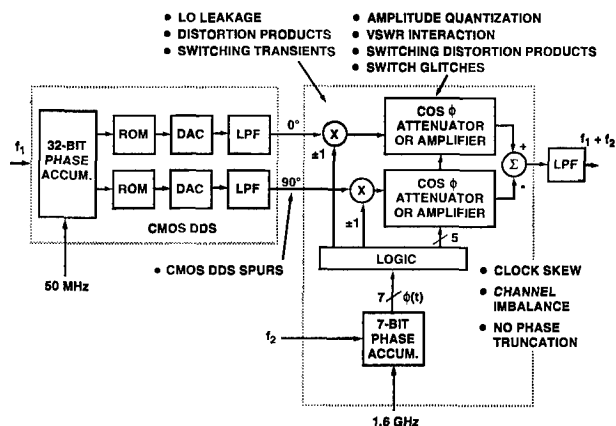 • LO LEAKAGE
• DISTORTION PRODUCTS
• SWITCHING TRANSIENTS
• AMPLITUDE QUANTIZATION
• VSWR INTERACTION
• SWITCHING DISTORTION PRODUCTS
• SWITCH GLITCHES
f1
32-BIT
PHASE
ACCUM.
ROM
DAC
LPF
0°
X
±1
COS ϕ
ATTENUATOR
OR AMPLIFIER
+
Σ
-
LPF
f1 + f2
ROM
DAC
LPF
90°
X
±1
COS ϕ
ATTENUATOR
OR AMPLIFIER
CMOS DDS
5
LOGIC
• CMOS DDS SPURS
50 MHz
7
ϕ(t)
• CLOCK SKEW
• CHANNEL
IMBALANCE
• NO PHASE
TRUNCATION
f2
7-BIT
PHASE
ACCUM.
1.6 GHz